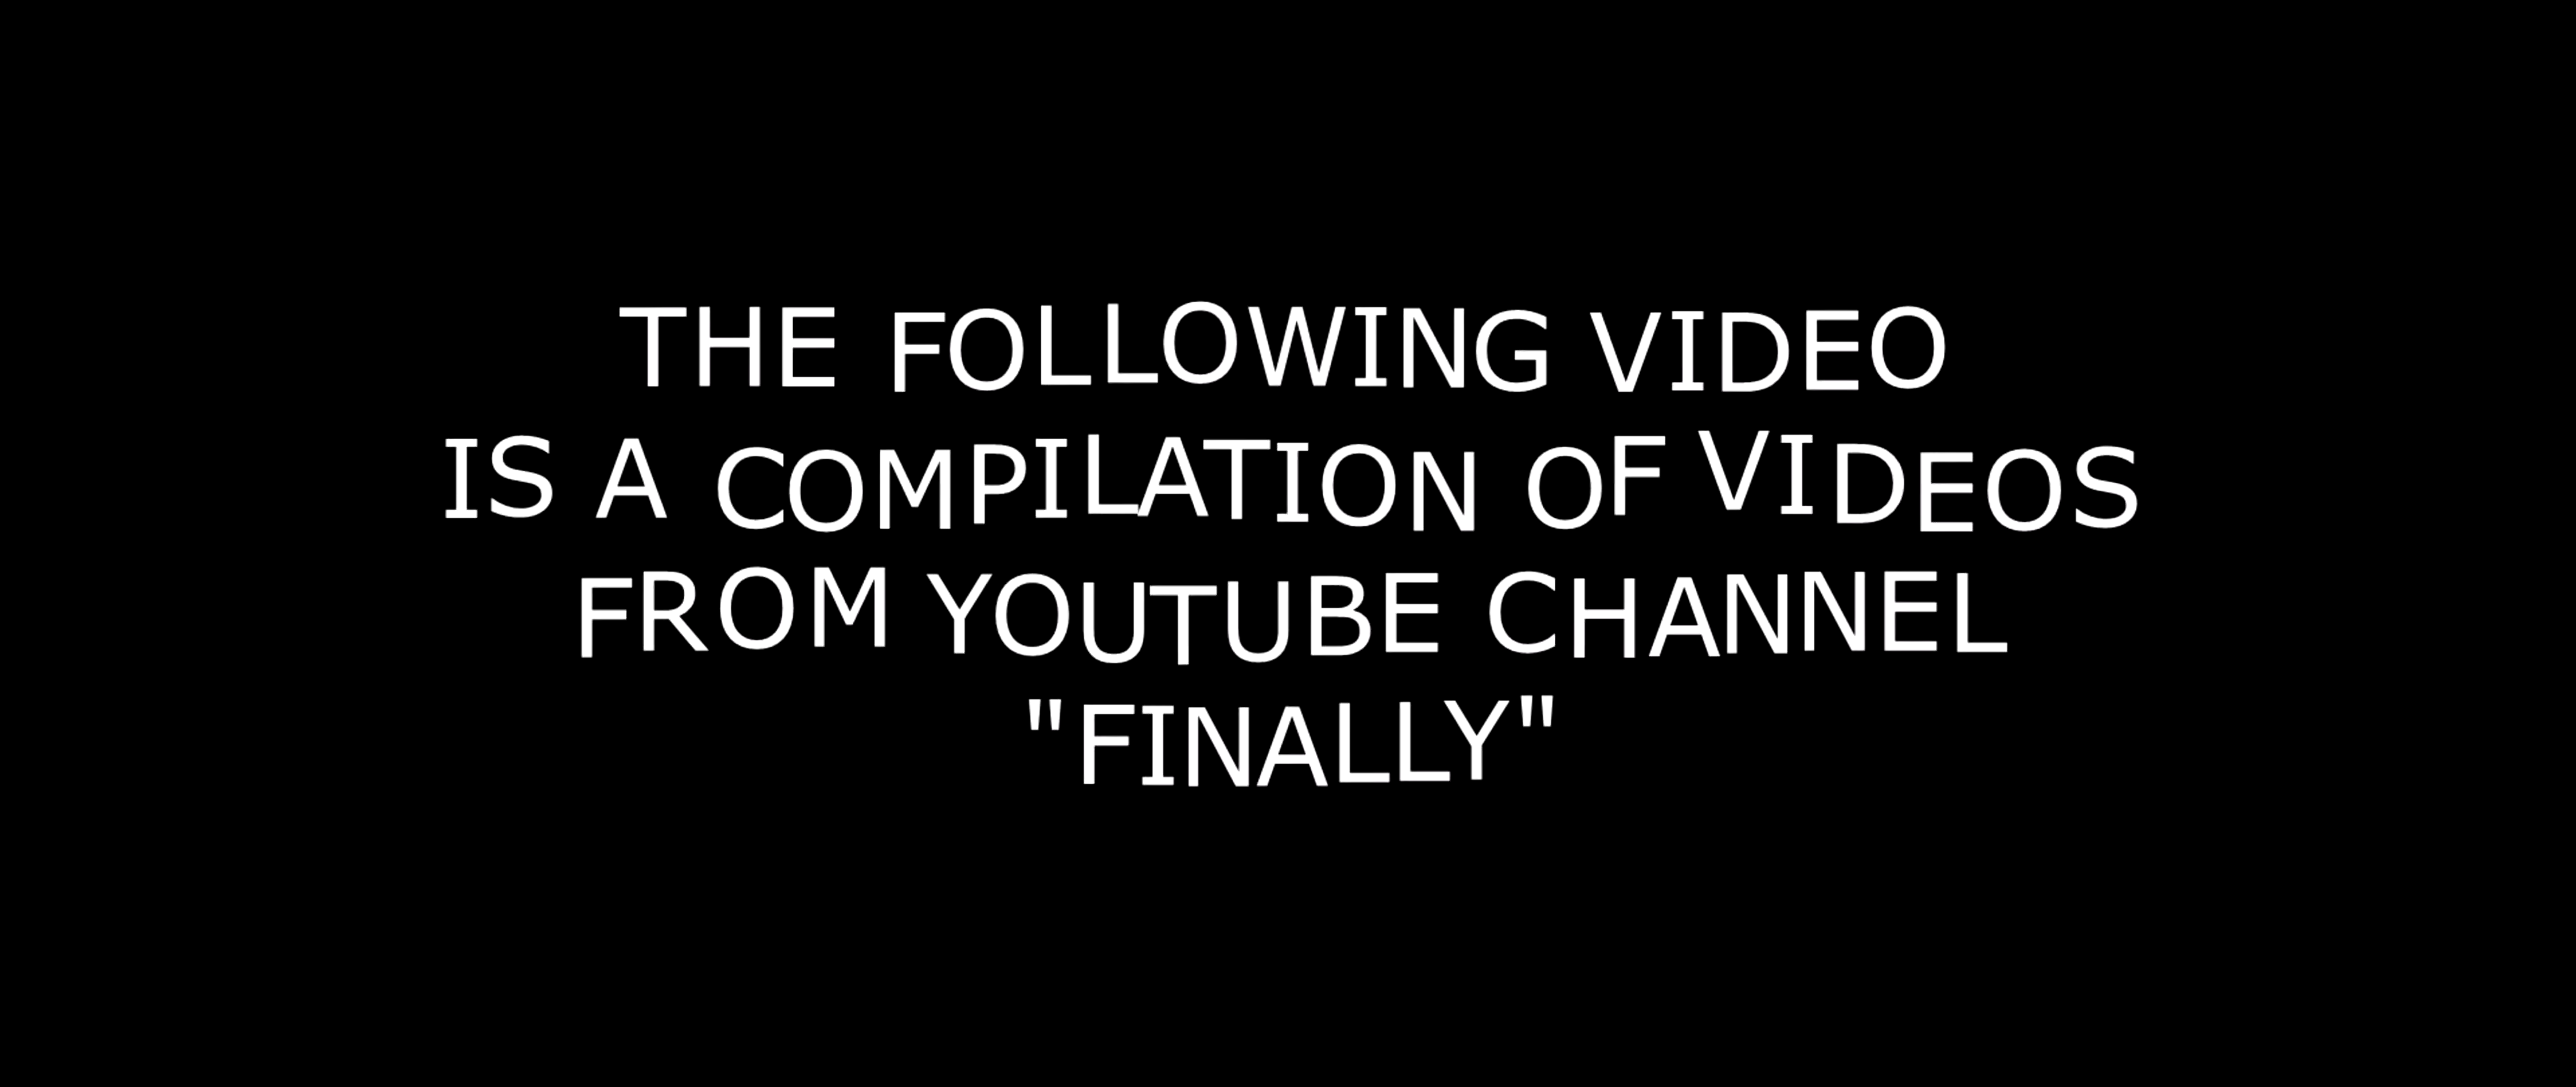 THE FOLLOWING VIDEO
IS A COMPILATION OF VIDEOS
FROM YOUTUBE CHANNEL
"FINALLY"